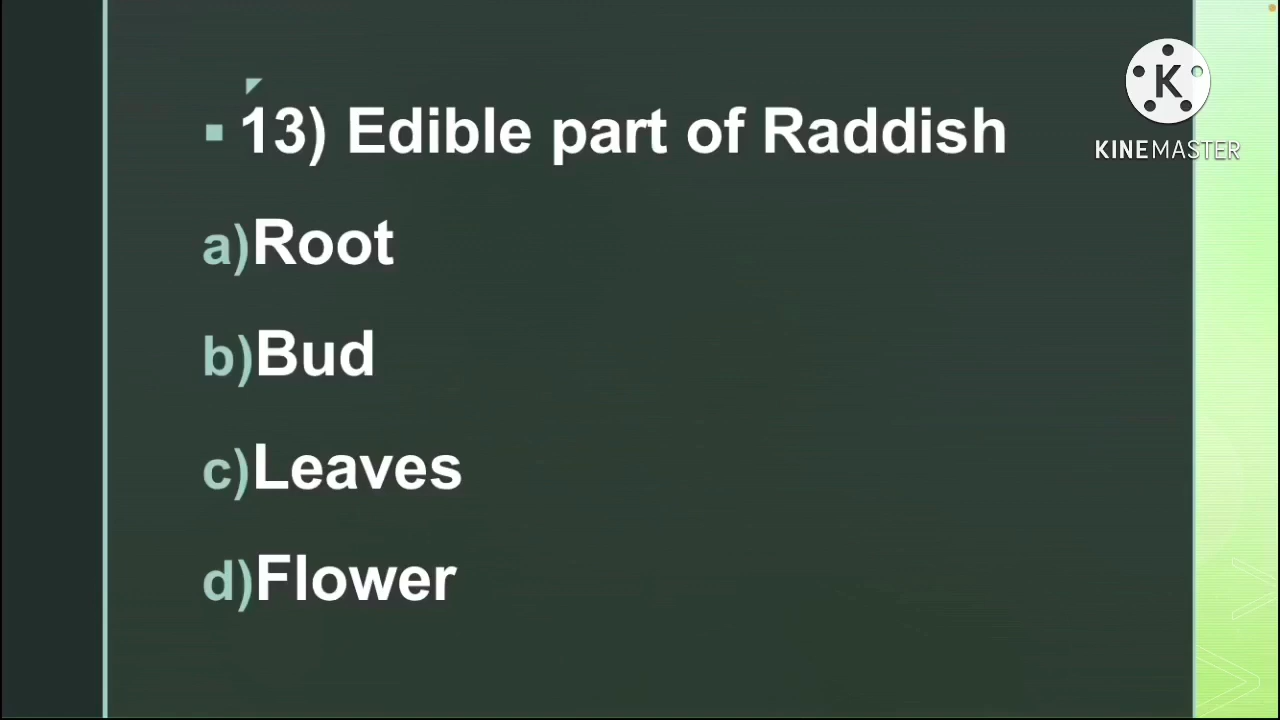 13) Edible part of Raddish
a)Root
b)Bud
c)Leaves
d)Flower
K
KINEMASTER